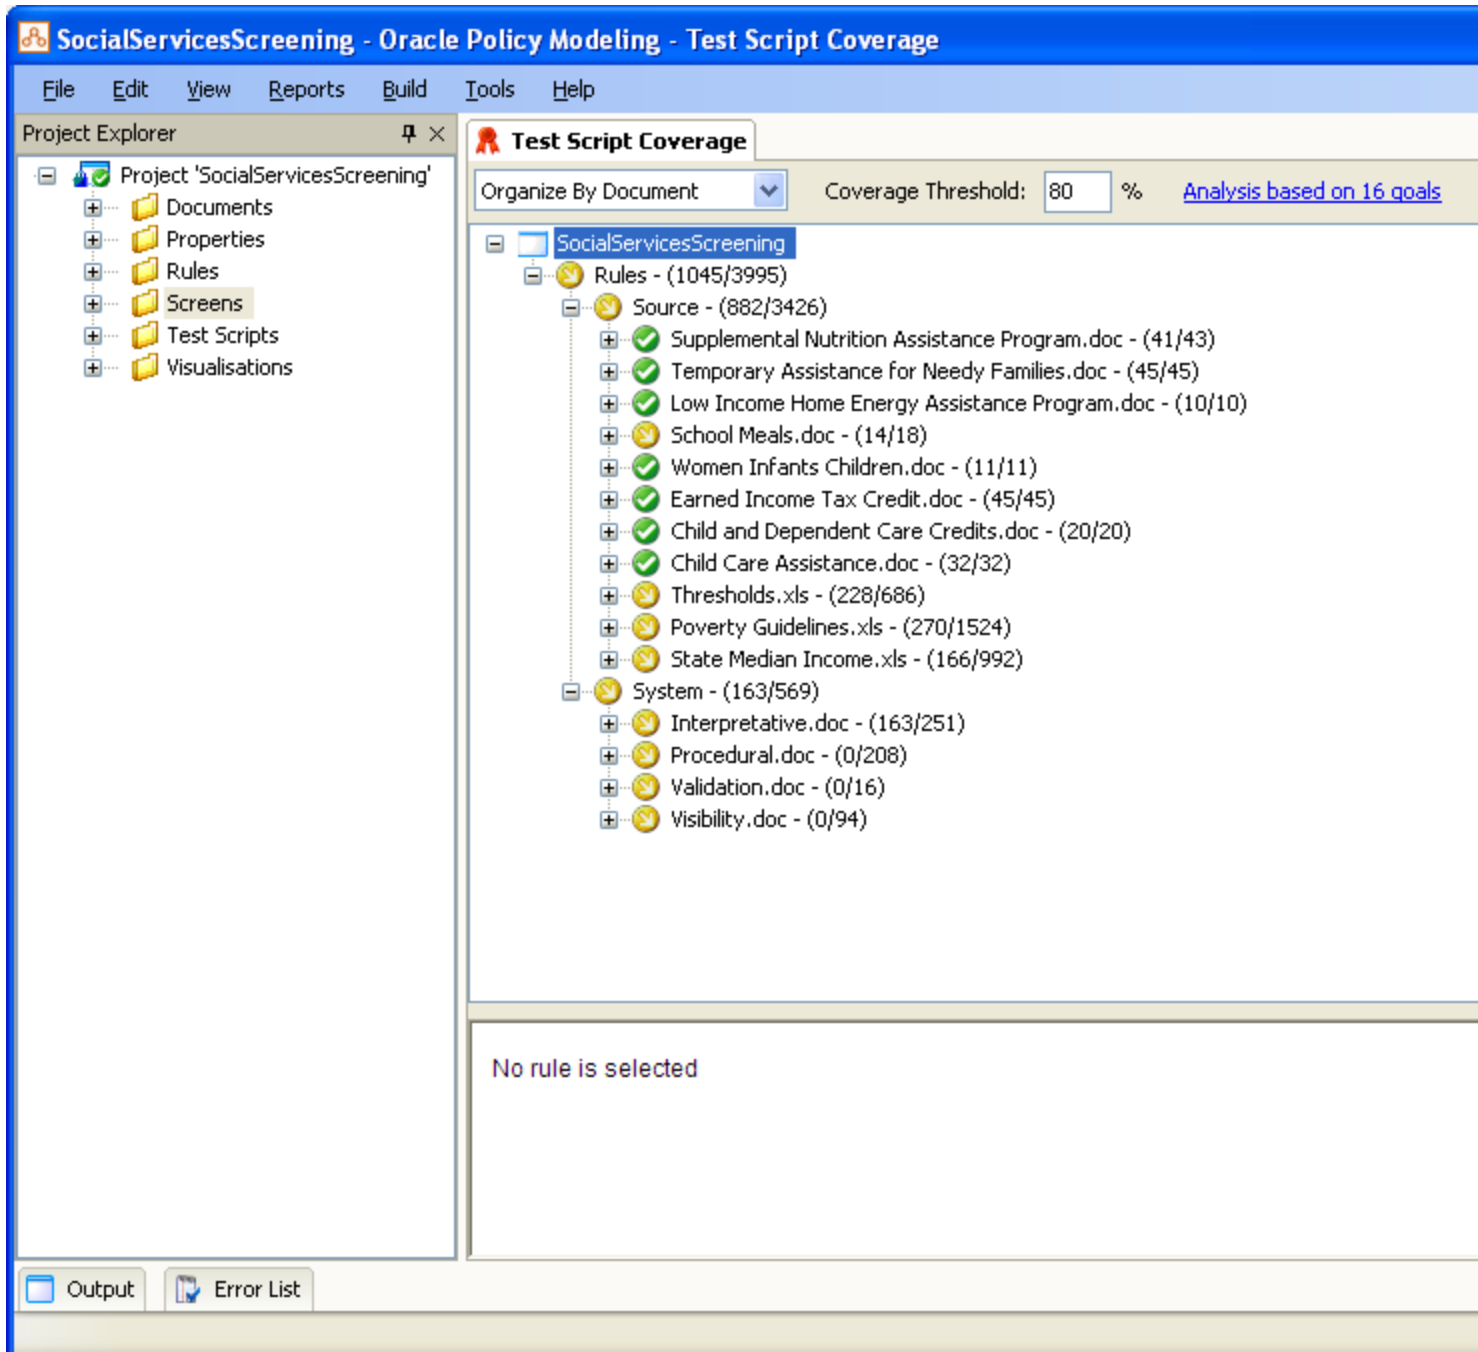 SocialServicesScreening - Oracle Policy Modeling - Test Script Coverage
File Edit View Reports Build Tools Help
Project Explorer
Project 'SocialServicesScreening'
Documents
Properties
Rules
Screens
Test Scripts
Visualisations
Test Script Coverage
Organize By Document Coverage Threshold: 80 % Analysis based on 16 goals
SocialServicesScreening
Rules - (1045/3995)
Source - (882/3426)
Supplemental Nutrition Assistance Program.doc - (41/43)
Temporary Assistance for Needy Families.doc - (45/45)
Low Income Home Energy Assistance Program.doc - (10/10)
School Meals.doc - (14/18)
Women Infants Children.doc - (11/11)
Earned Income Tax Credit.doc - (45/45)
Child and Dependent Care Credits.doc - (20/20)
Child Care Assistance.doc - (32/32)
Thresholds.xls - (228/686)
Poverty Guidelines.xls - (270/1524)
State Median Income.xls - (166/992)
System - (163/569)
Interpretative.doc - (163/251)
Procedural.doc - (0/208)
Validation.doc - (0/16)
Visibility.doc - (0/94)
No rule is selected
Output Error List